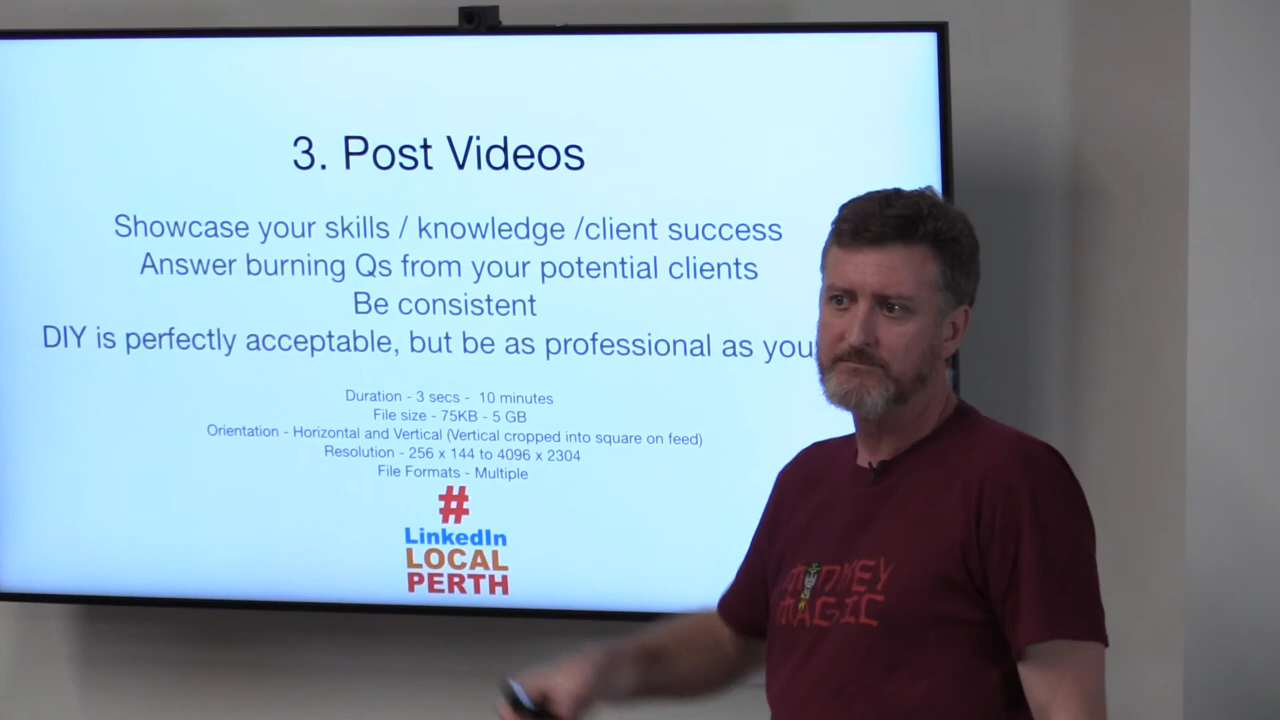 3. Post Videos
Showcase your skills / knowledge /client success
Answer burning Qs from your potential clients
Be consistent
DIY is perfectly acceptable, but be as professional as you
Duration - 3 secs - 10 minutes
File size - 75KB - 5 GB
Orientation - Horizontal and Vertical (Vertical cropped into square on feed)
Resolution - 256 x 144 to 4096 x 2304
File Formats - Multiple
#
LinkedIn
LOCAL
PERTH
MONKEY
MAGIC